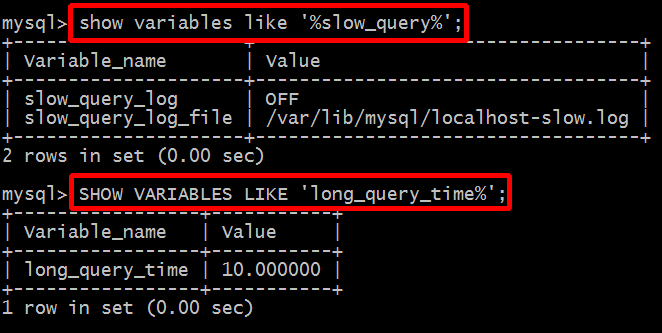 mysql> show variables like '%slow_query%';
+---------------------+-----------------------------------+
| Variable_name       | Value                             |
+---------------------+-----------------------------------+
| slow_query_log      | OFF                               |
| slow_query_log_file | /var/lib/mysql/localhost-slow.log |
+---------------------+-----------------------------------+
2 rows in set (0.00 sec)
mysql> SHOW VARIABLES LIKE 'long_query_time%';
+-----------------+-----------+
| Variable_name   | Value     |
+-----------------+-----------+
| long_query_time | 10.000000 |
+-----------------+-----------+
1 row in set (0.00 sec)